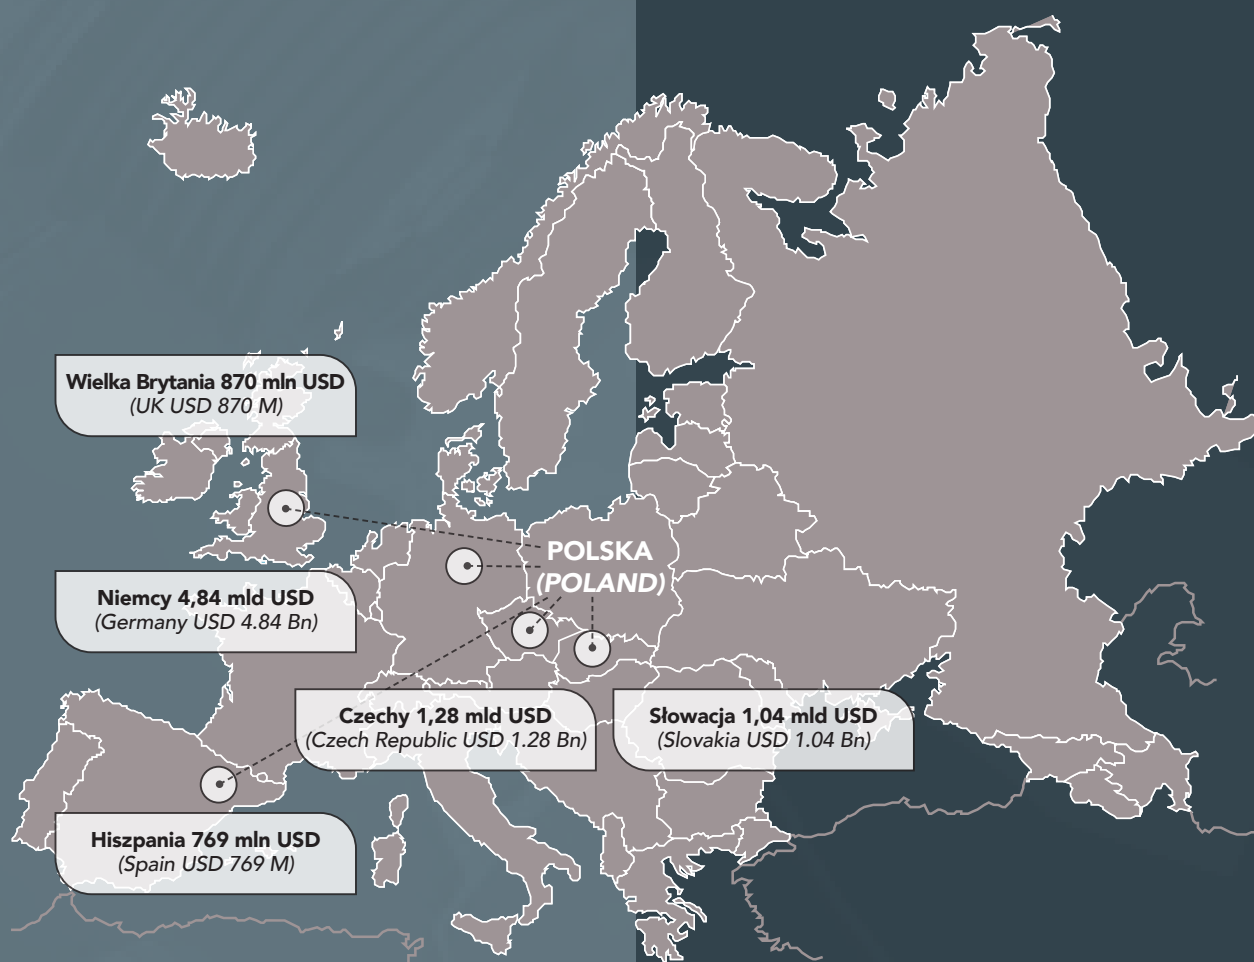 Wielka Brytania 870 mln USD
(UK USD 870 M)
POLSKA
(POLAND)
Niemcy 4,84 mld USD
(Germany USD 4.84 Bn)
Czechy 1,28 mld USD
(Czech Republic USD 1.28 Bn)
Słowacja 1,04 mld USD
(Slovakia USD 1.04 Bn)
Hiszpania 769 mln USD
(Spain USD 769 M)